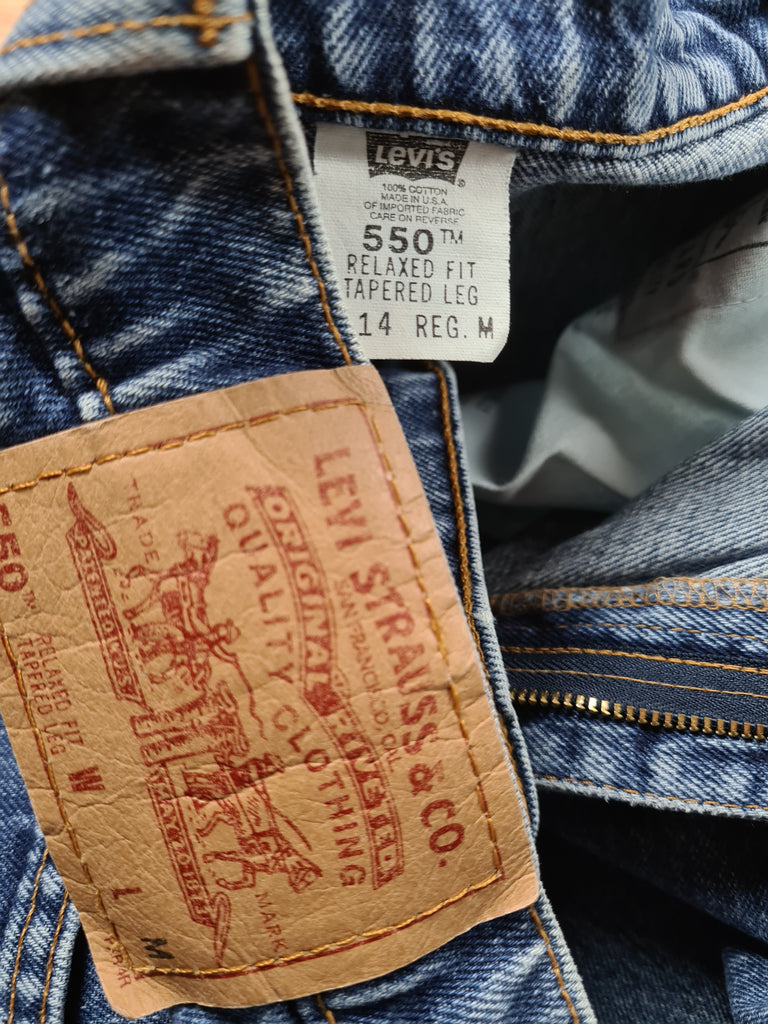 LEVI'S
®
100% COTTON
MADE IN U.S.A.
OF IMPORTED FABRIC
CARE ON REVERSE
550™
RELAXED FIT
TAPERED LEG
14 REG. M
LEVI STRAUSS & CO.
SAN FRANCISCO CAL
ORIGINAL RIVETED
QUALITY CLOTHING
TRADE MARK
550™
RELAXED FIT
TAPERED LEG
W
L M